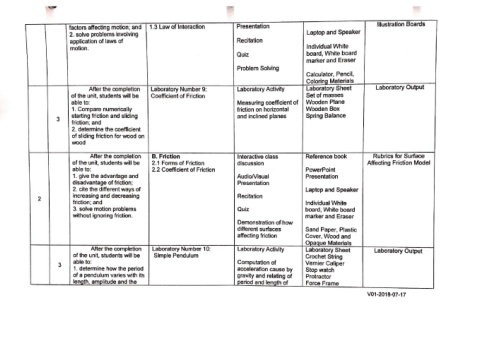 factors affecting motion; and
2. solve problems involving
application of laws of
motion.
1.3 Law of Interaction
Presentation
Recitation
Quiz
Problem Solving
Laptop and Speaker
Individual White
board, White board
marker and Eraser
Calculator, Pencil,
Coloring Materials
Illustration Boards
3
After the completion
of the unit, students will be
able to:
1. Compare numerically
starting friction and sliding
friction; and
2. determine the coefficient
of sliding friction for wood on
wood
Laboratory Number 9:
Coefficient of Friction
Laboratory Activity
Measuring coefficient of
friction on horizontal
and inclined planes
Laboratory Sheet
Set of masses
Wooden Plane
Wooden Box
Spring Balance
Laboratory Output
2
After the completion
of the unit, students will be
able to:
1. give the advantage and
disadvantage of friction;
2. cite the different ways of
increasing and decreasing
friction; and
3. solve motion problems
without ignoring friction.
B. Friction
2.1 Forms of Friction
2.2 Coefficient of Friction
Interactive class
discussion
Audio/Visual
Presentation
Recitation
Quiz
Demonstration of how
different surfaces
affecting friction
Reference book
PowerPoint
Presentation
Laptop and Speaker
Individual White
board, White board
marker and Eraser
Sand Paper, Plastic
Cover, Wood and
Opaque Materials
Rubrics for Surface
Affecting Friction Model
3
After the completion
of the unit, students will be
able to:
1. determine how the period
of a pendulum varies with its
length, amplitude and the
Laboratory Number 10:
Simple Pendulum
Laboratory Activity
Computation of
acceleration cause by
gravity and relating of
period and length of
Laboratory Sheet
Crochet String
Vernier Caliper
Stop watch
Protractor
Force Frame
Laboratory Output
V01-2018-07-17